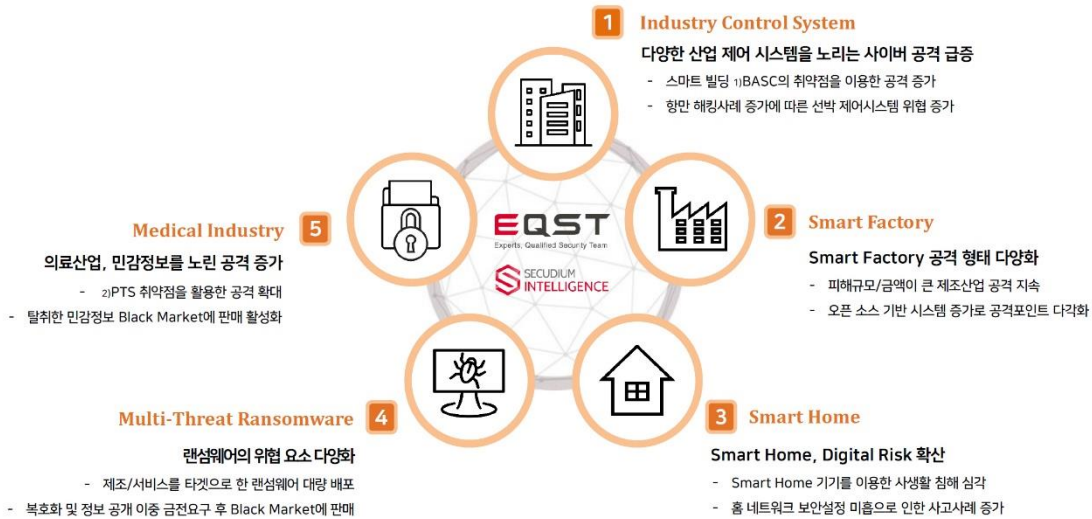 1 Industry Control System
다양한 산업 제어 시스템을 노리는 사이버 공격 급증
- 스마트 빌딩 1)BASC의 취약점을 이용한 공격 증가
- 항만 해킹사례 증가에 따른 선박 제어시스템 위협 증가
2 Smart Factory
Smart Factory 공격 형태 다양화
- 피해규모/금액이 큰 제조산업 공격 지속
- 오픈 소스 기반 시스템 증가로 공격포인트 다각화
3 Smart Home
Smart Home, Digital Risk 확산
- Smart Home 기기를 이용한 사생활 침해 심각
- 홈 네트워크 보안설정 미흡으로 인한 사고사례 증가
Multi-Threat Ransomware 4
랜섬웨어의 위협 요소 다양화
- 제조/서비스를 타겟으로 한 랜섬웨어 대량 배포
- 복호화 및 정보 공개 이중 금전요구 후 Black Market에 판매
Medical Industry 5
의료산업, 민감정보를 노린 공격 증가
- 2)PTS 취약점을 활용한 공격 확대
- 탈취한 민감정보 Black Market에 판매 활성화
EQST
Experts, Qualified Security Team
SECUDIUM
INTELLIGENCE